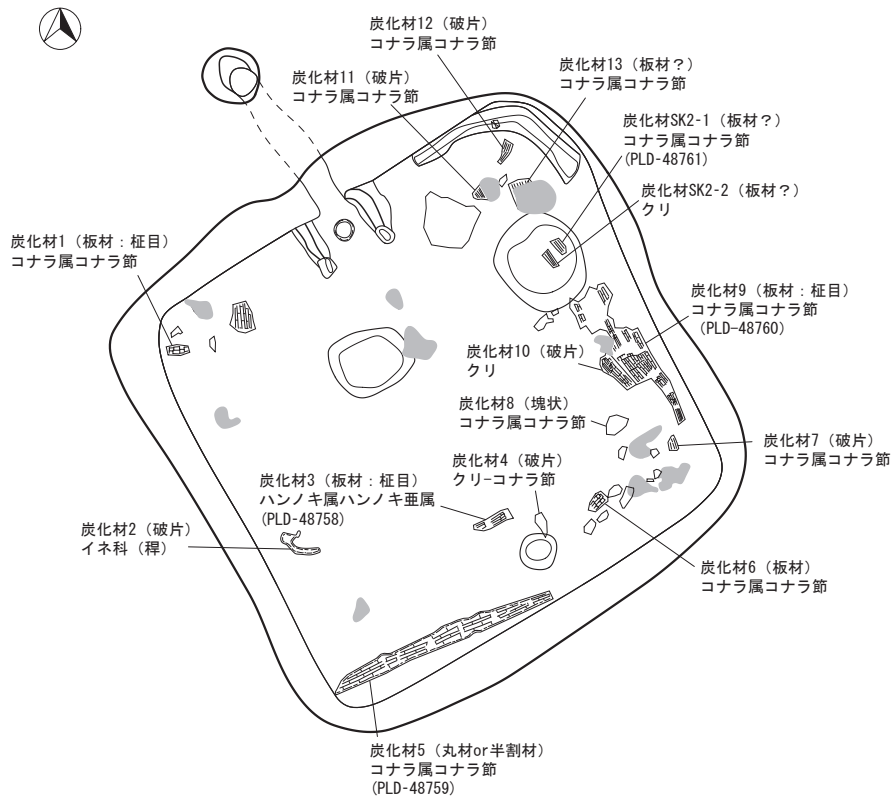 炭化材12（破片）
コナラ属コナラ節
炭化材11（破片）
コナラ属コナラ節
炭化材13（板材？）
コナラ属コナラ節
炭化材SK2-1（板材？）
コナラ属コナラ節
(PLD-48761)
炭化材SK2-2（板材？）
クリ
炭化材1（板材：柾目）
コナラ属コナラ節
炭化材9（板材：柾目）
コナラ属コナラ節
(PLD-48760)
炭化材10（破片）
クリ
炭化材8（塊状）
コナラ属コナラ節
炭化材7（破片）
コナラ属コナラ節
炭化材4（破片）
クリ-コナラ節
炭化材3（板材：柾目）
ハンノキ属ハンノキ亜属
(PLD-48758)
炭化材2（破片）
イネ科（稈）
炭化材6（板材）
コナラ属コナラ節
炭化材5（丸材or半割材）
コナラ属コナラ節
(PLD-48759)